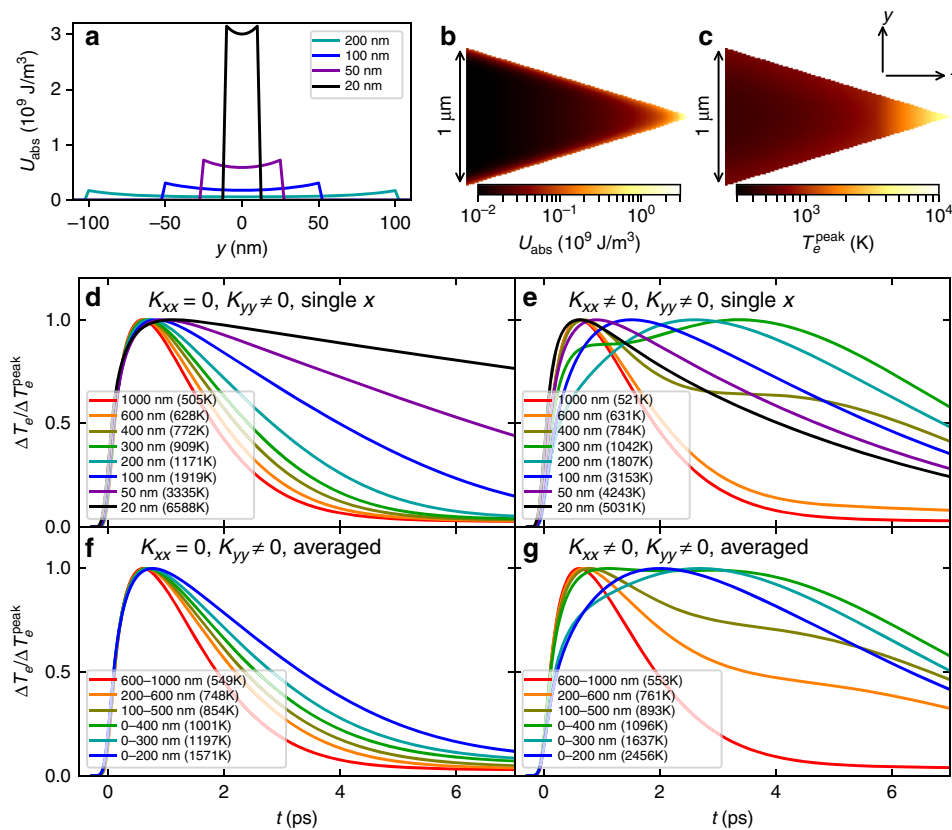 a
3
2
1
0
U_abs (10^9 J/m^3)
200 nm
100 nm
50 nm
20 nm
−100
−50
0
50
100
y (nm)
b
1 μm
10^−2
10^−1
10^0
U_abs (10^9 J/m^3)
c
y
1 μm
10^3
10^4
T_e^peak (K)
d
K_xx = 0, K_yy ≠ 0, single x
1.0
0.5
0.0
ΔT_e/ΔT_e^peak
1000 nm (505K)
600 nm (628K)
400 nm (772K)
300 nm (909K)
200 nm (1171K)
100 nm (1919K)
50 nm (3335K)
20 nm (6588K)
e
K_xx ≠ 0, K_yy ≠ 0, single x
1000 nm (521K)
600 nm (631K)
400 nm (784K)
300 nm (1042K)
200 nm (1807K)
100 nm (3153K)
50 nm (4243K)
20 nm (5031K)
f
K_xx = 0, K_yy ≠ 0, averaged
1.0
0.5
0.0
ΔT_e/ΔT_e^peak
600–1000 nm (549K)
200–600 nm (748K)
100–500 nm (854K)
0–400 nm (1001K)
0–300 nm (1197K)
0–200 nm (1571K)
0
2
4
6
t (ps)
g
K_xx ≠ 0, K_yy ≠ 0, averaged
600–1000 nm (553K)
200–600 nm (761K)
100–500 nm (893K)
0–400 nm (1096K)
0–300 nm (1637K)
0–200 nm (2456K)
0
2
4
6
t (ps)